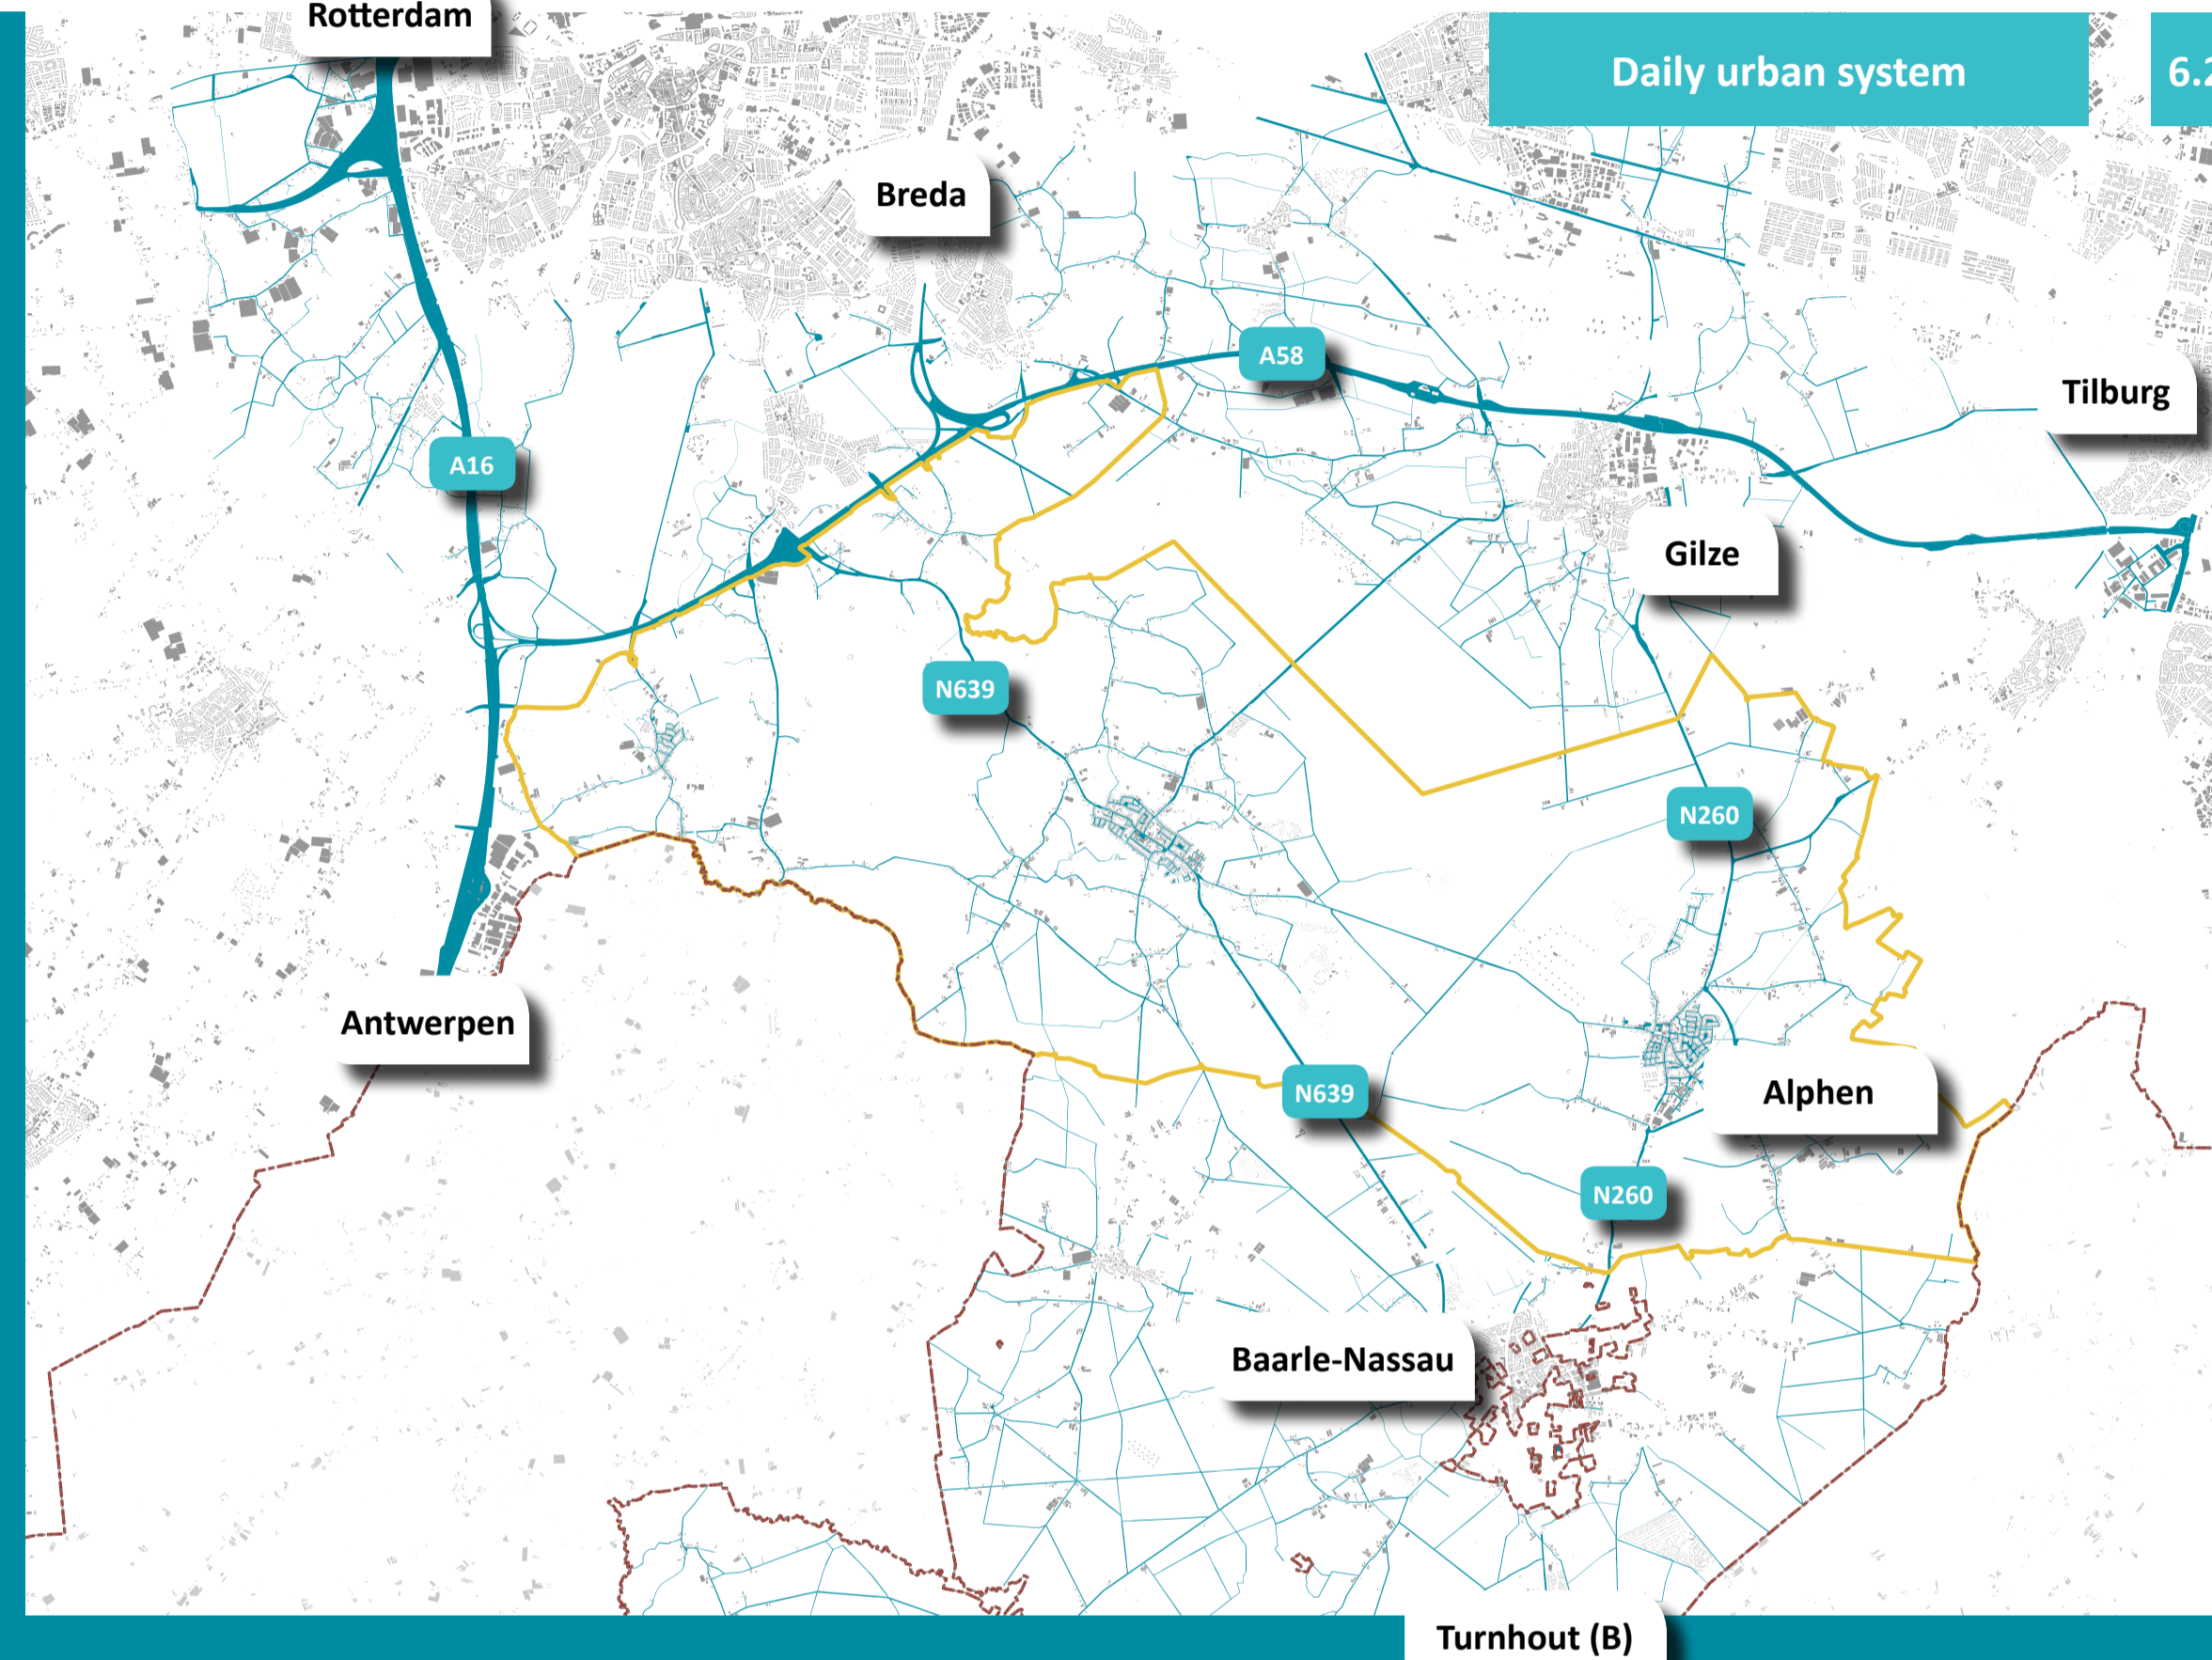 Rotterdam
Daily urban system
6.2
Breda
A58
Tilburg
A16
Gilze
N639
N260
Antwerpen
N639
Alphen
N260
Baarle-Nassau
Turnhout (B)